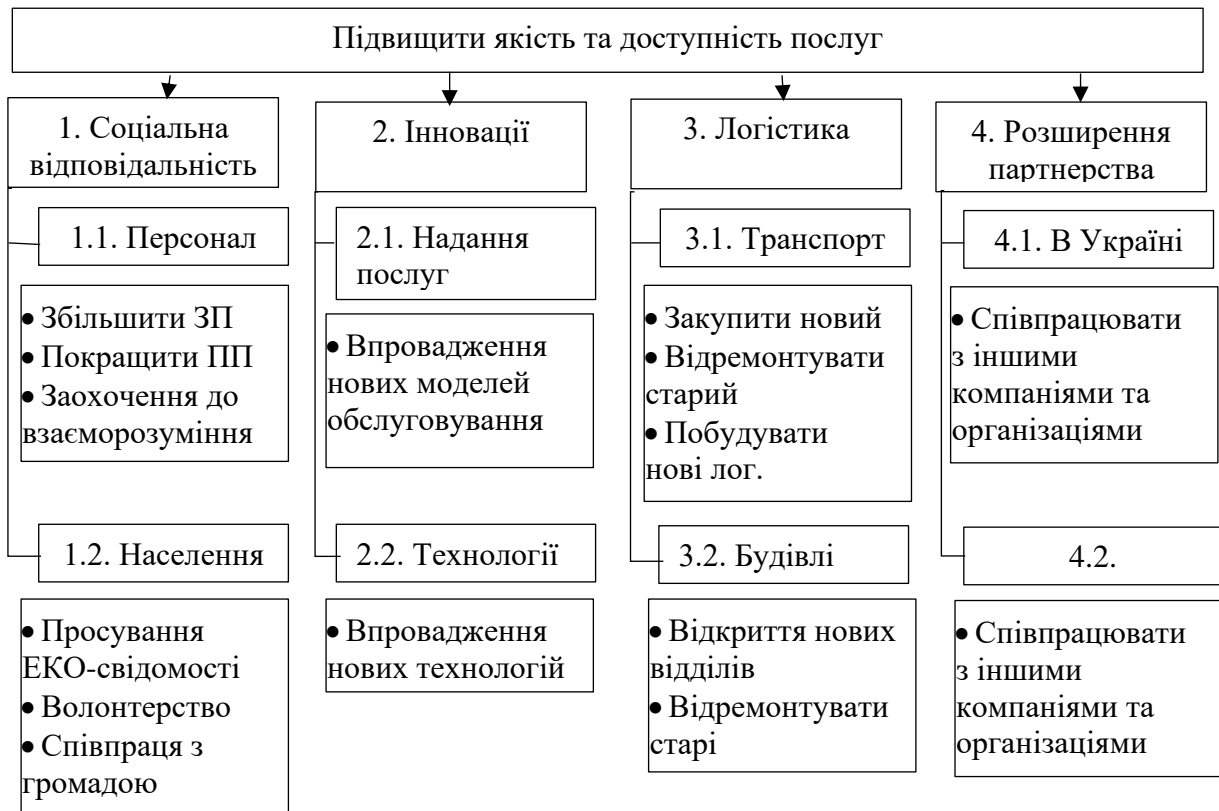 Підвищити якість та доступність послуг
1. Соціальна
відповідальність
1.1. Персонал
• Збільшити ЗП
• Покращити ПП
• Заохочення до
взаєморозуміння
1.2. Населення
• Просування
ЕКО-свідомості
• Волонтерство
• Співпраця з
громадою
2. Інновації
2.1. Надання
послуг
• Впровадження
нових моделей
обслуговування
2.2. Технології
• Впровадження
нових технологій
3. Логістика
3.1. Транспорт
• Закупити новий
• Відремонтувати
старий
• Побудувати
нові лог.
3.2. Будівлі
• Відкриття нових
відділів
• Відремонтувати
старі
4. Розширення
партнерства
4.1. В Україні
• Співпрацювати
з іншими
компаніями та
організаціями
4.2.
• Співпрацювати
з іншими
компаніями та
організаціями